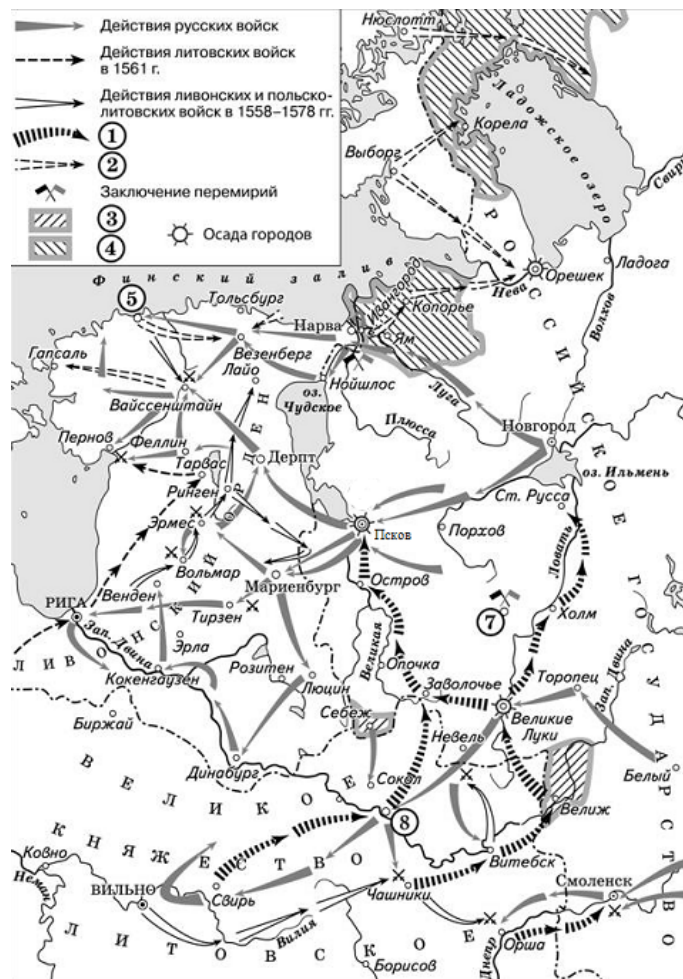 Действия русских войск
Действия литовских войск
в 1561 г.
Действия ливонских и польско-
литовских войск в 1558–1578 гг.
1
2
Заключение перемирий
3
4
Осада городов
Нюслотт
Корела
Выборг
Ладожское озеро
Свирь
РОССИЙСКОЕ ГОСУДАРСТВО
Орешек
Ладога
Нева
Волхов
Финский залив
5
Тольсбург
Нарва
Ивангород
Копорье
Ям
Гапсаль
Везенберг
Лайо
Нойшлос
оз.
Чудское
Луга
Вайссенштайн
Плюсса
Новгород
Пернов
Феллин
Дерпт
оз. Ильмень
Тарвас
Ринген
Ст. Русса
Псков
Порхов
Эрмес
Вольмар
Мариенбург
Остров
Ловать
РИГА
Венден
7
Холм
Тирзен
Зап. Двина
Эрла
Великая
ЛИВОНСКИЙ ОРДЕН
Розитен
Опочка
Заволочье
Торопец
Зап. Двина
Кокенгаузен
Люцин
Себеж
Великие
Луки
Биржай
Невель
Белый
Динабург
Сокол
Велиж
8
ВЕЛИКОЕ
КНЯЖЕСТВО
Ковно
Неман
Витебск
ВИЛЬНО
Свирь
Чашники
Смоленск
Вилия
ЛИТОВСКОЕ
Днепр
Орша
Борисов